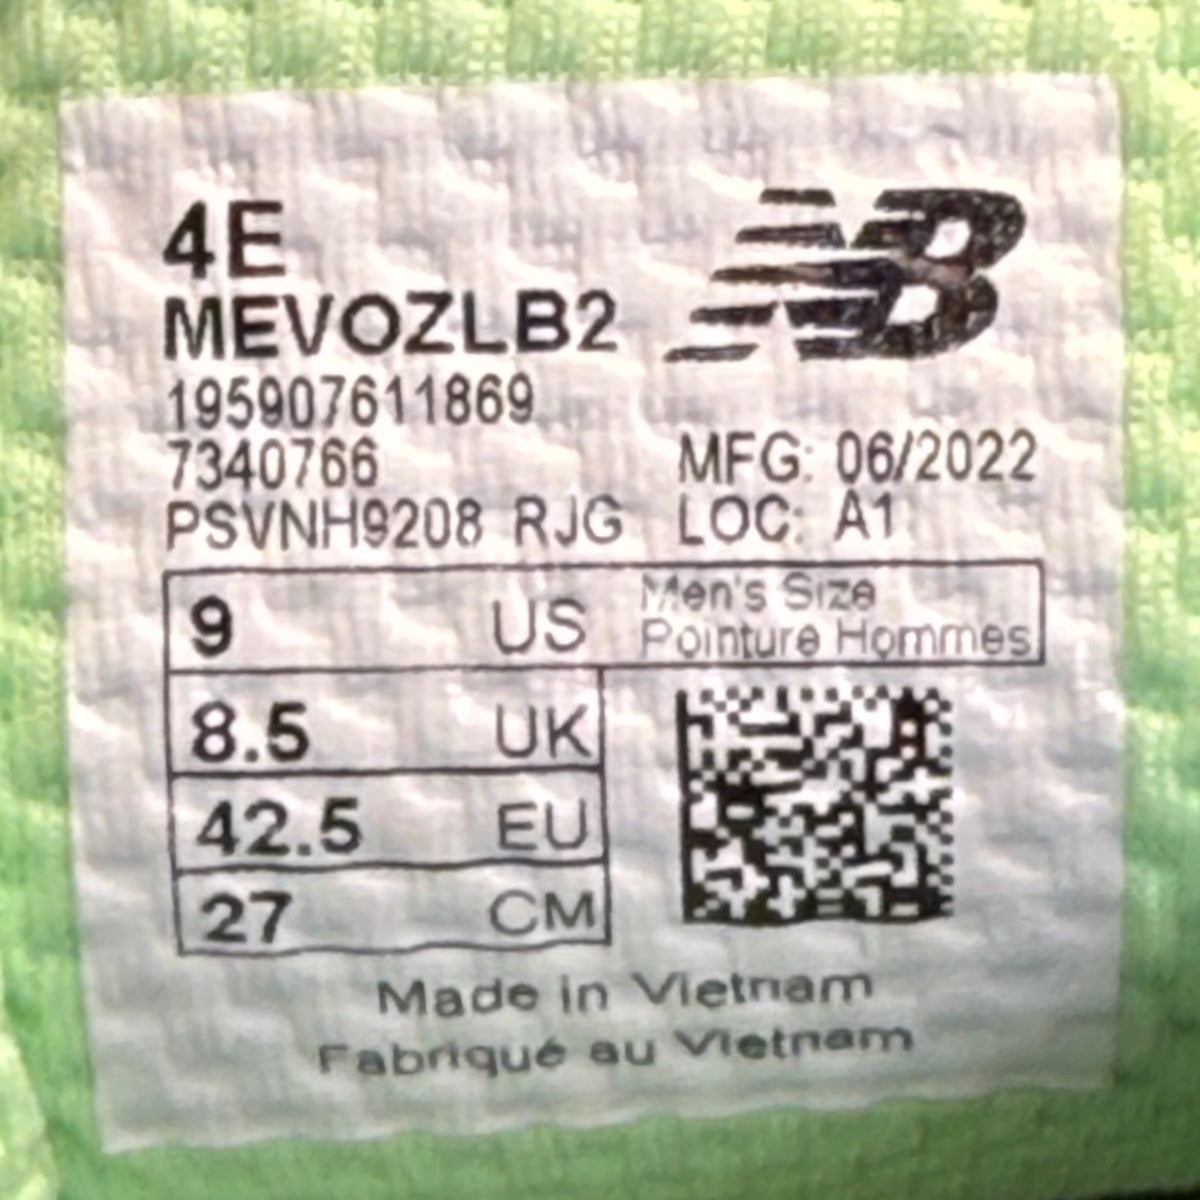 4E
MEVOZLB2
NB
195907611869
7340766
MFG: 06/2022
PSVNH9208 RJG
LOC: A1
9 US
Men's Size
Pointure Hommes
8.5 UK
42.5 EU
27 CM
Made in Vietnam
Fabriqué au Vietnam